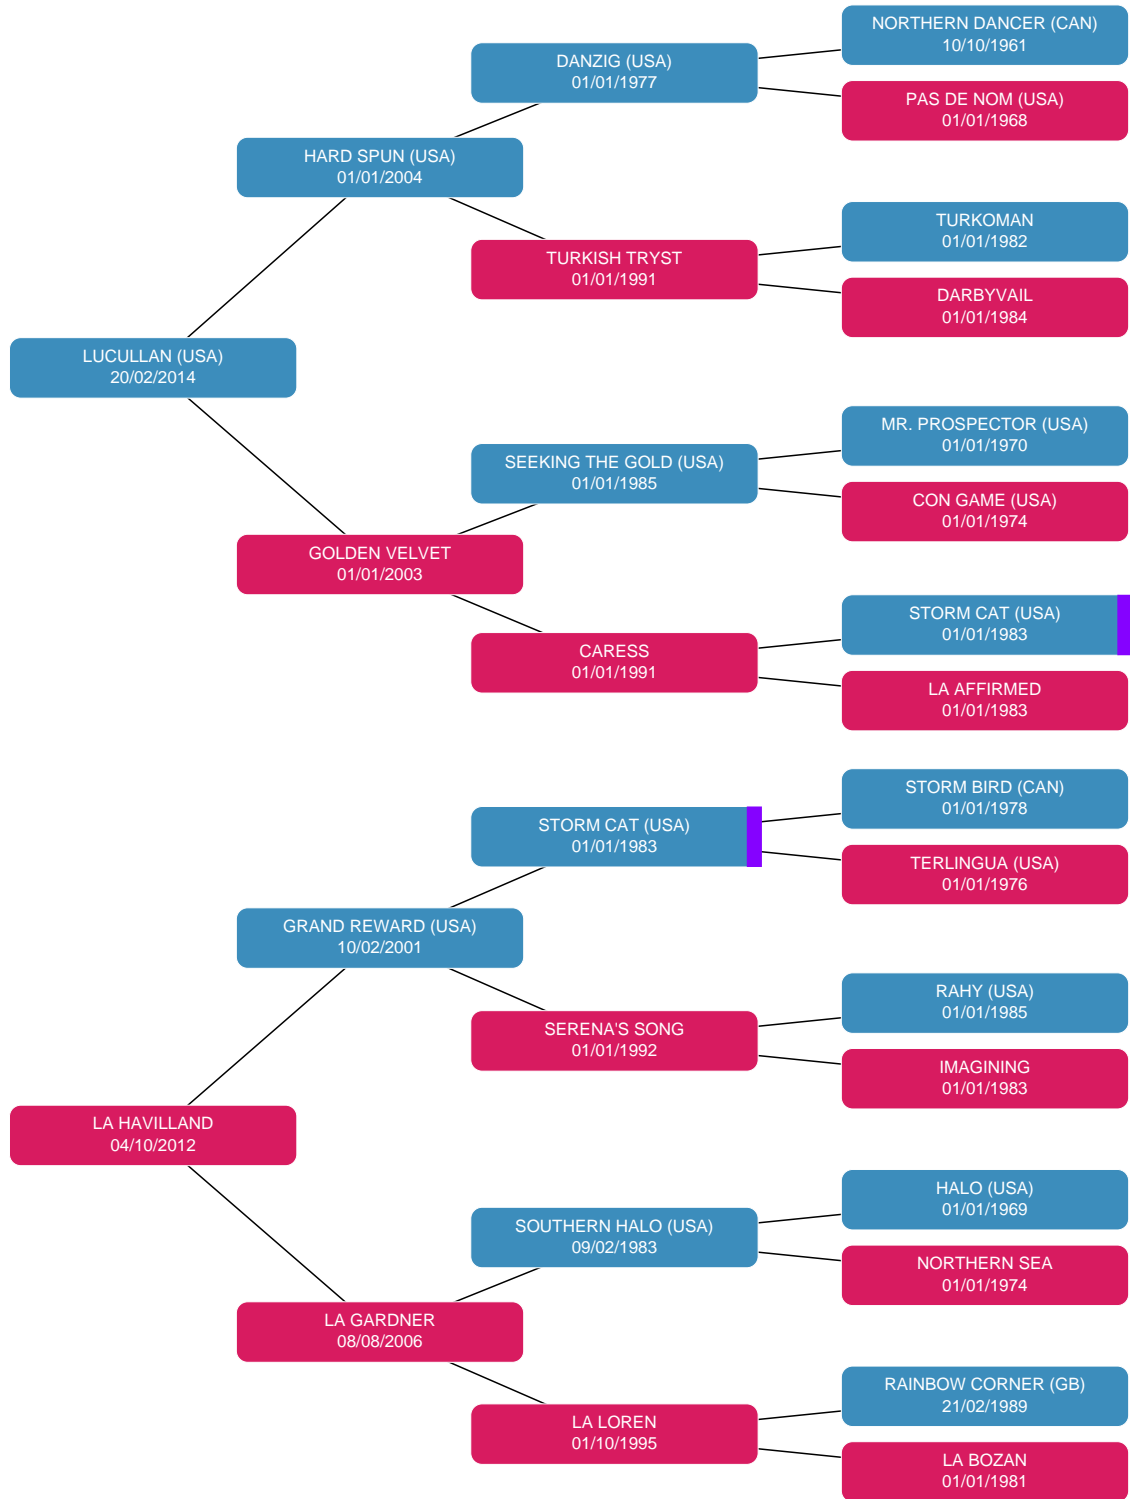 NORTHERN DANCER (CAN)
10/10/1961
DANZIG (USA)
01/01/1977
PAS DE NOM (USA)
01/01/1968
HARD SPUN (USA)
01/01/2004
TURKOMAN
01/01/1982
TURKISH TRYST
01/01/1991
DARBYVAIL
01/01/1984
LUCULLAN (USA)
20/02/2014
MR. PROSPECTOR (USA)
01/01/1970
SEEKING THE GOLD (USA)
01/01/1985
CON GAME (USA)
01/01/1974
GOLDEN VELVET
01/01/2003
STORM CAT (USA)
01/01/1983
CARESS
01/01/1991
LA AFFIRMED
01/01/1983
STORM BIRD (CAN)
01/01/1978
STORM CAT (USA)
01/01/1983
TERLINGUA (USA)
01/01/1976
GRAND REWARD (USA)
10/02/2001
RAHY (USA)
01/01/1985
SERENA'S SONG
01/01/1992
IMAGINING
01/01/1983
LA HAVILLAND
04/10/2012
HALO (USA)
01/01/1969
SOUTHERN HALO (USA)
09/02/1983
NORTHERN SEA
01/01/1974
LA GARDNER
08/08/2006
RAINBOW CORNER (GB)
21/02/1989
LA LOREN
01/10/1995
LA BOZAN
01/01/1981